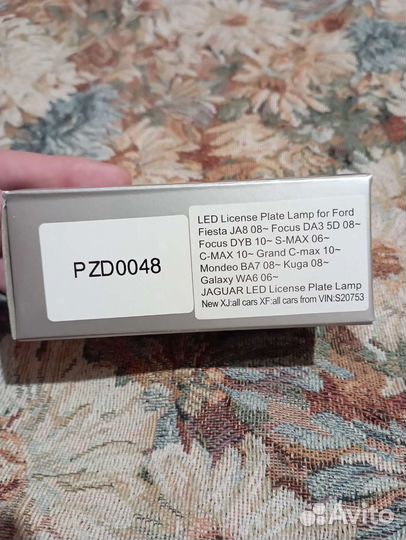 PZD0048
LED License Plate Lamp for Ford
Fiesta JA8 08~ Focus DA3 5D 08~
Focus DYB 10~ S-MAX 06~
C-MAX 10~ Grand C-max 10~
Mondeo BA7 08~ Kuga 08~
Galaxy WA6 06~
JAGUAR LED License Plate Lamp
New XJ:all cars XF:all cars from VIN:S20753
Avito